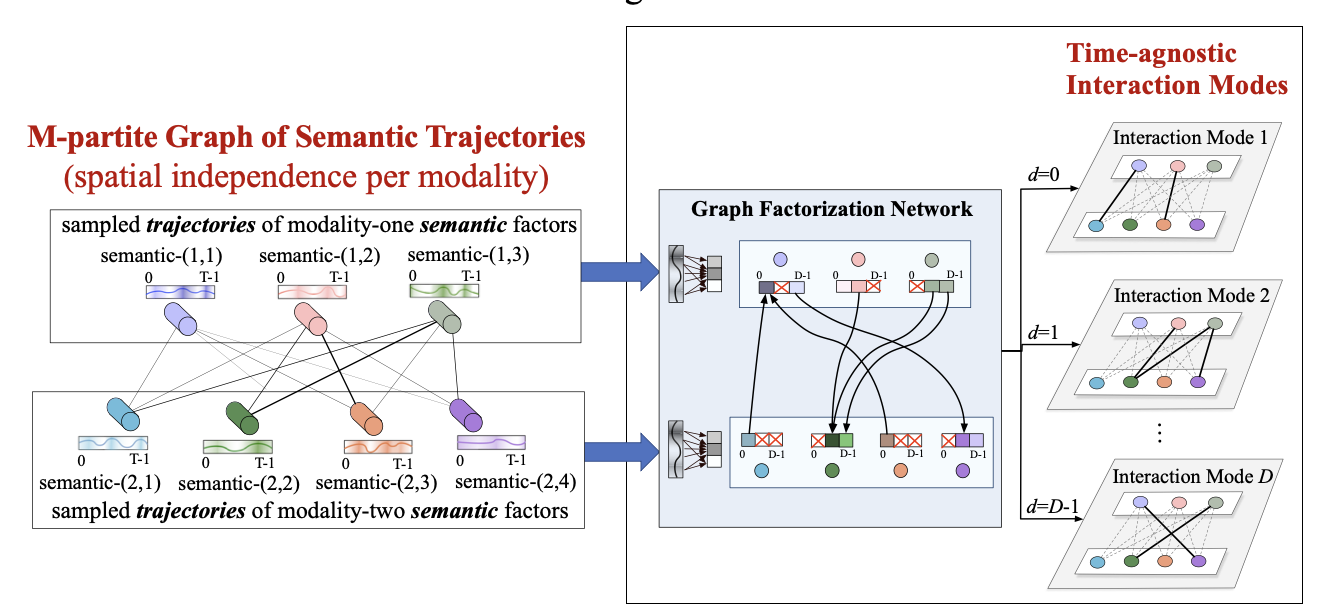 M-partite Graph of Semantic Trajectories
(spatial independence per modality)
sampled trajectories of modality-one semantic factors
semantic-(1,1)
semantic-(1,2)
semantic-(1,3)
0 T-1
0 T-1
0 T-1
0 T-1
0 T-1
0 T-1
0 T-1
semantic-(2,1)
semantic-(2,2)
semantic-(2,3)
semantic-(2,4)
sampled trajectories of modality-two semantic factors
Graph Factorization Network
0 D-1
0 D-1
0 D-1
0 D-1
0 D-1
0 D-1
0 D-1
Time-agnostic
Interaction Modes
d=0
Interaction Mode 1
d=1
Interaction Mode 2
⋮
d=D-1
Interaction Mode D